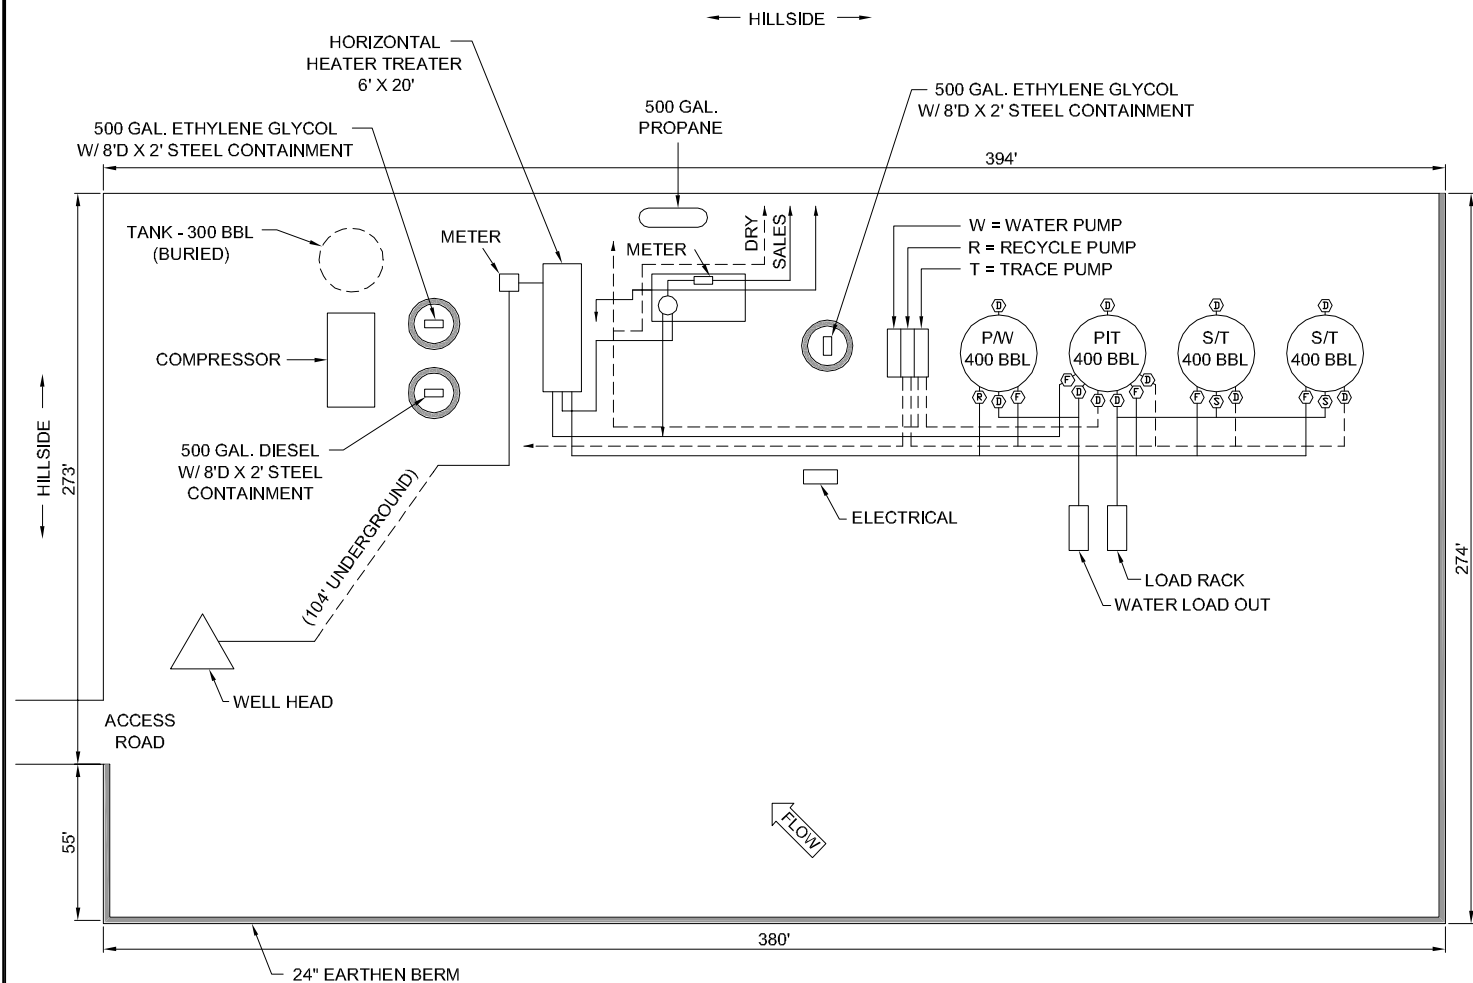 HILLSIDE
HORIZONTAL
HEATER TREATER
6' X 20'
500 GAL. ETHYLENE GLYCOL
W/ 8'D X 2' STEEL CONTAINMENT
500 GAL.
PROPANE
500 GAL. ETHYLENE GLYCOL
W/ 8'D X 2' STEEL CONTAINMENT
394'
TANK - 300 BBL
(BURIED)
METER
METER
DRY
SALES
W = WATER PUMP
R = RECYCLE PUMP
T = TRACE PUMP
D
D
D
D
P/W
400 BBL
PIT
400 BBL
S/T
400 BBL
S/T
400 BBL
COMPRESSOR
F
D
R
D
F
D
D
D
F
F
S
D
F
S
D
HILLSIDE
273'
500 GAL. DIESEL
W/ 8'D X 2' STEEL
CONTAINMENT
(104' UNDERGROUND)
ELECTRICAL
274'
LOAD RACK
WATER LOAD OUT
WELL HEAD
ACCESS
ROAD
FLOW
55'
380'
24" EARTHEN BERM